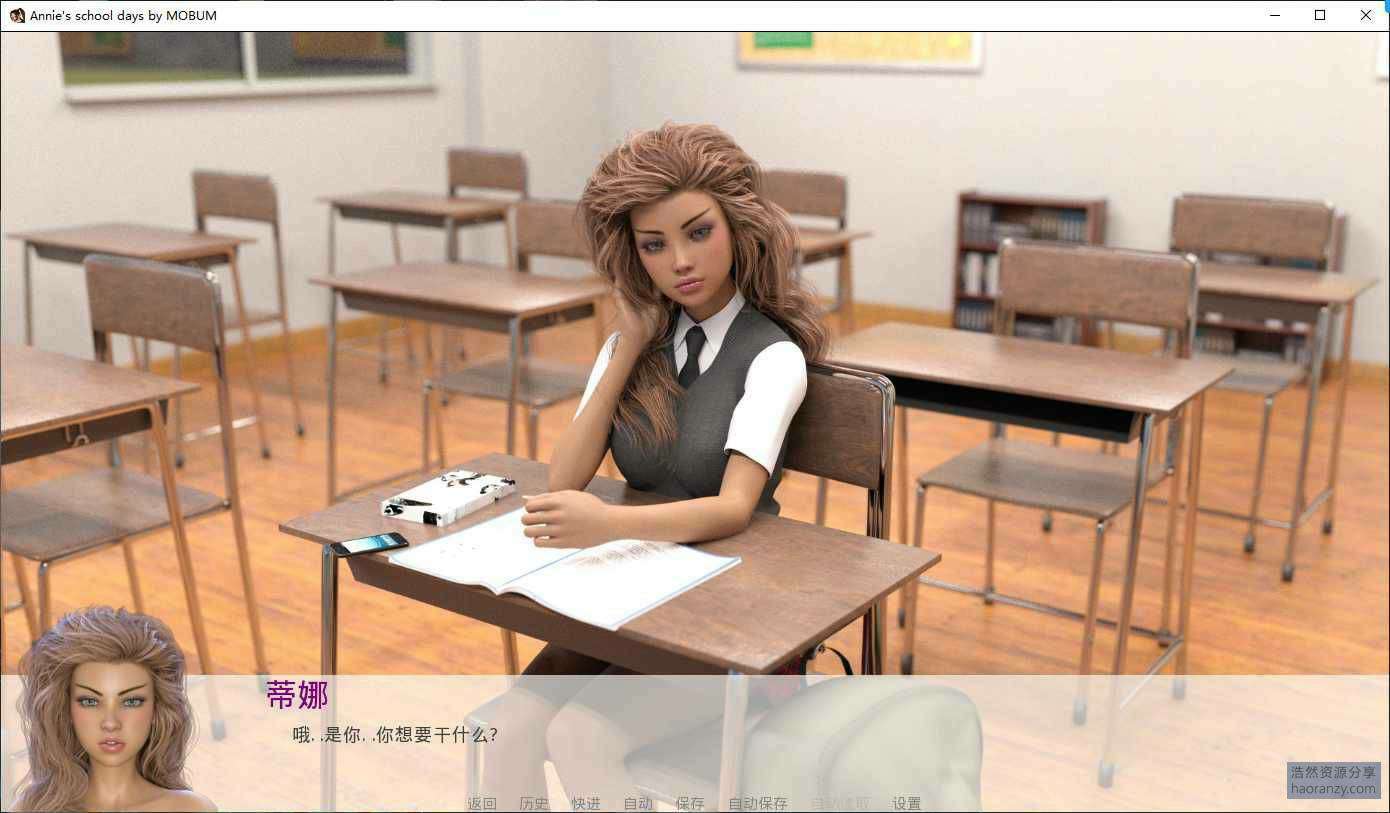 Annie's school days by MOBUM
蒂娜
哦. .是你. .你想要干什么?
返回 历史 快进 自动 保存 自动保存 自动读取 设置
浩然资源分享
haoranzy.com